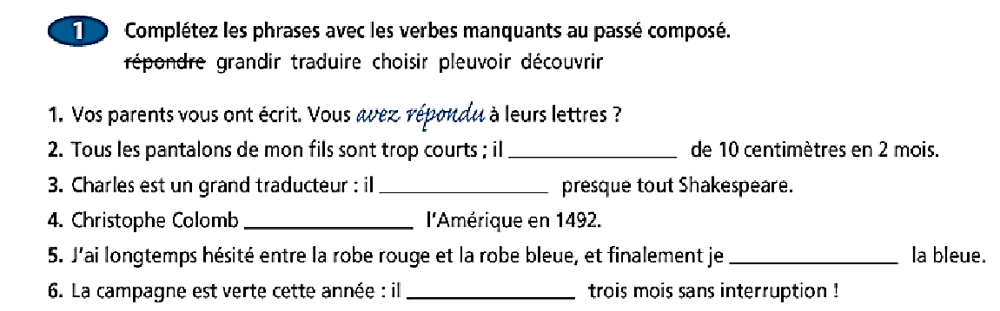 1 Complétez les phrases avec les verbes manquants au passé composé.
répondre grandir traduire choisir pleuvoir découvrir
1. Vos parents vous ont écrit. Vous avez répondu à leurs lettres ?
2. Tous les pantalons de mon fils sont trop courts ; il ________________ de 10 centimètres en 2 mois.
3. Charles est un grand traducteur : il ________________ presque tout Shakespeare.
4. Christophe Colomb ________________ l'Amérique en 1492.
5. J'ai longtemps hésité entre la robe rouge et la robe bleue, et finalement je ________________ la bleue.
6. La campagne est verte cette année : il ________________ trois mois sans interruption !